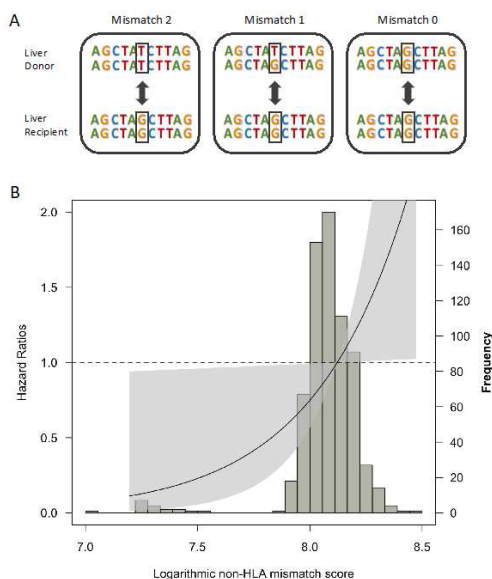 A
Mismatch 2 Mismatch 1 Mismatch 0
Liver
Donor
AGCTATCTTAG AGCTATCTTAG AGCTAGCTTAG
AGCTATCTTAG AGCTAGCTTAG AGCTAGCTTAG
Liver
Recipient
AGCTAGCTTAG AGCTAGCTTAG AGCTAGCTTAG
AGCTAGCTTAG AGCTAGCTTAG AGCTAGCTTAG
B
Hazard Ratios
2.0
1.5
1.0
0.5
0.0
160
140
120
100
80
60
40
20
0
Frequency
7.0 7.5 8.0 8.5
Logarithmic non-HLA mismatch score